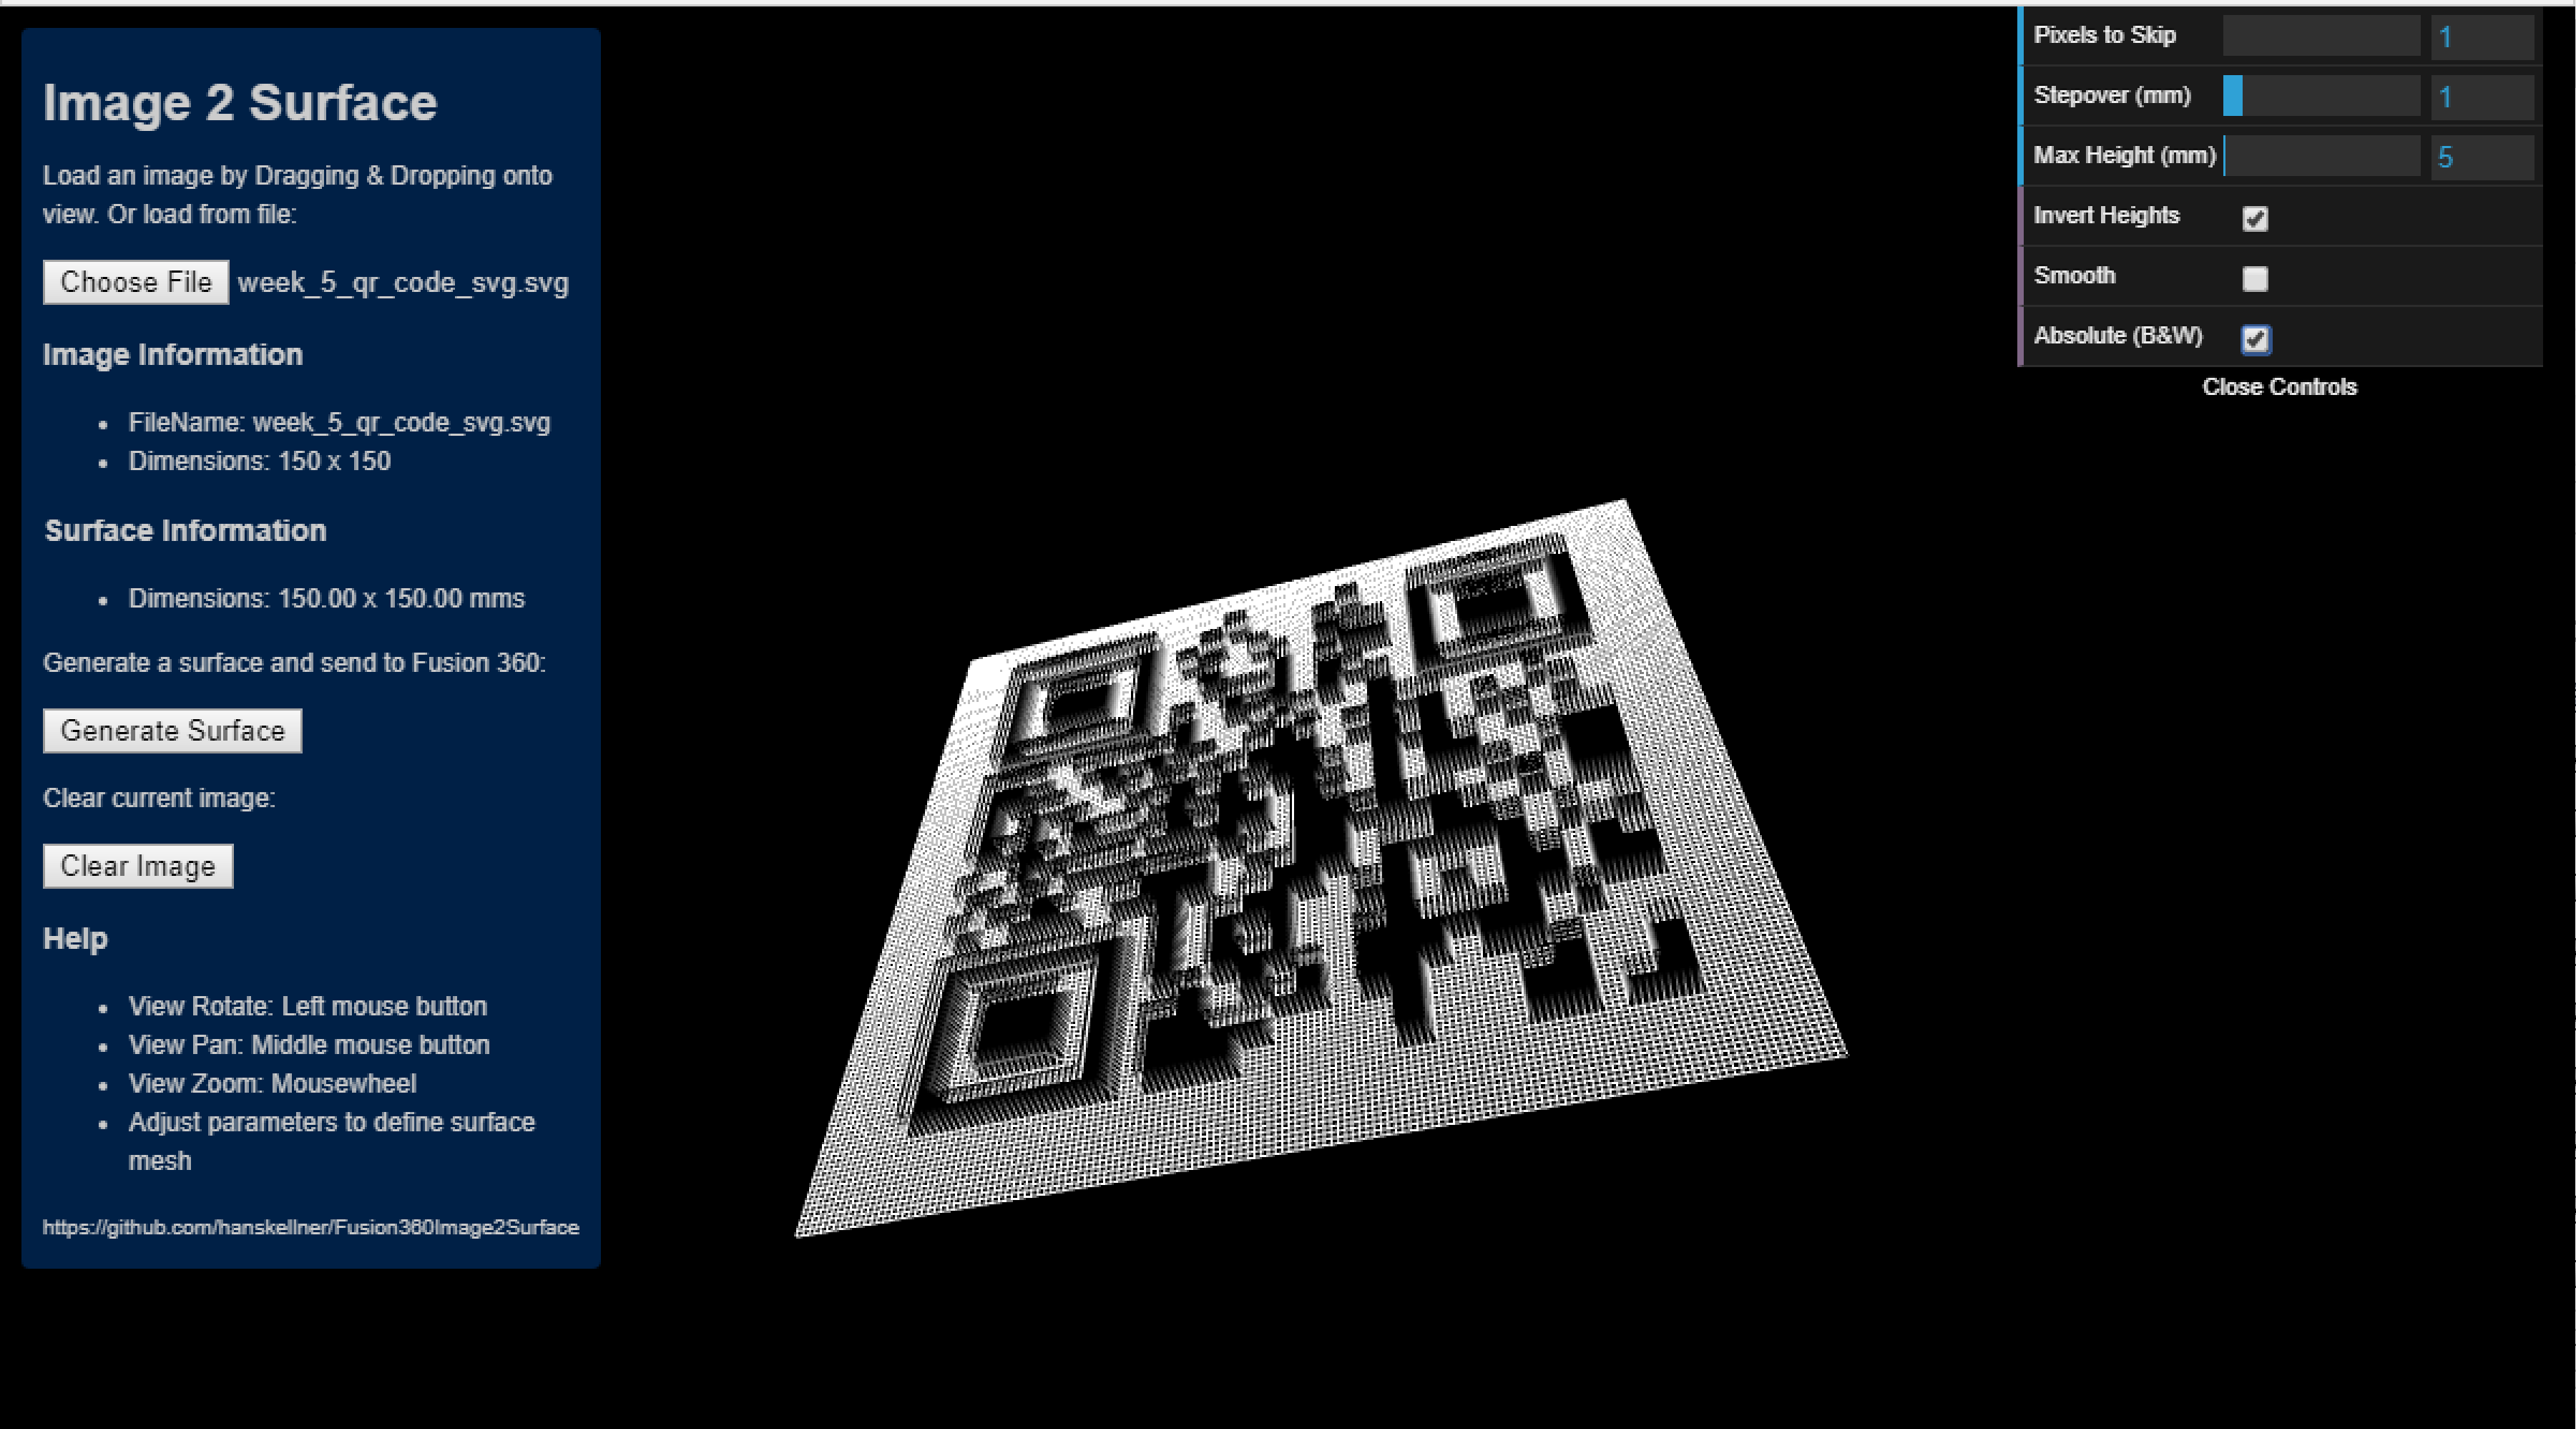 Image 2 Surface
Load an image by Dragging & Dropping onto
view. Or load from file:
Choose File week_5_qr_code_svg.svg
Image Information
• FileName: week_5_qr_code_svg.svg
• Dimensions: 150 x 150
Surface Information
• Dimensions: 150.00 x 150.00 mms
Generate a surface and send to Fusion 360:
Generate Surface
Clear current image:
Clear Image
Help
• View Rotate: Left mouse button
• View Pan: Middle mouse button
• View Zoom: Mousewheel
• Adjust parameters to define surface
mesh
https://github.com/hanskellner/Fusion360Image2Surface
Pixels to Skip 1
Stepover (mm) 1
Max Height (mm) 5
Invert Heights
Smooth
Absolute (B&W)
Close Controls